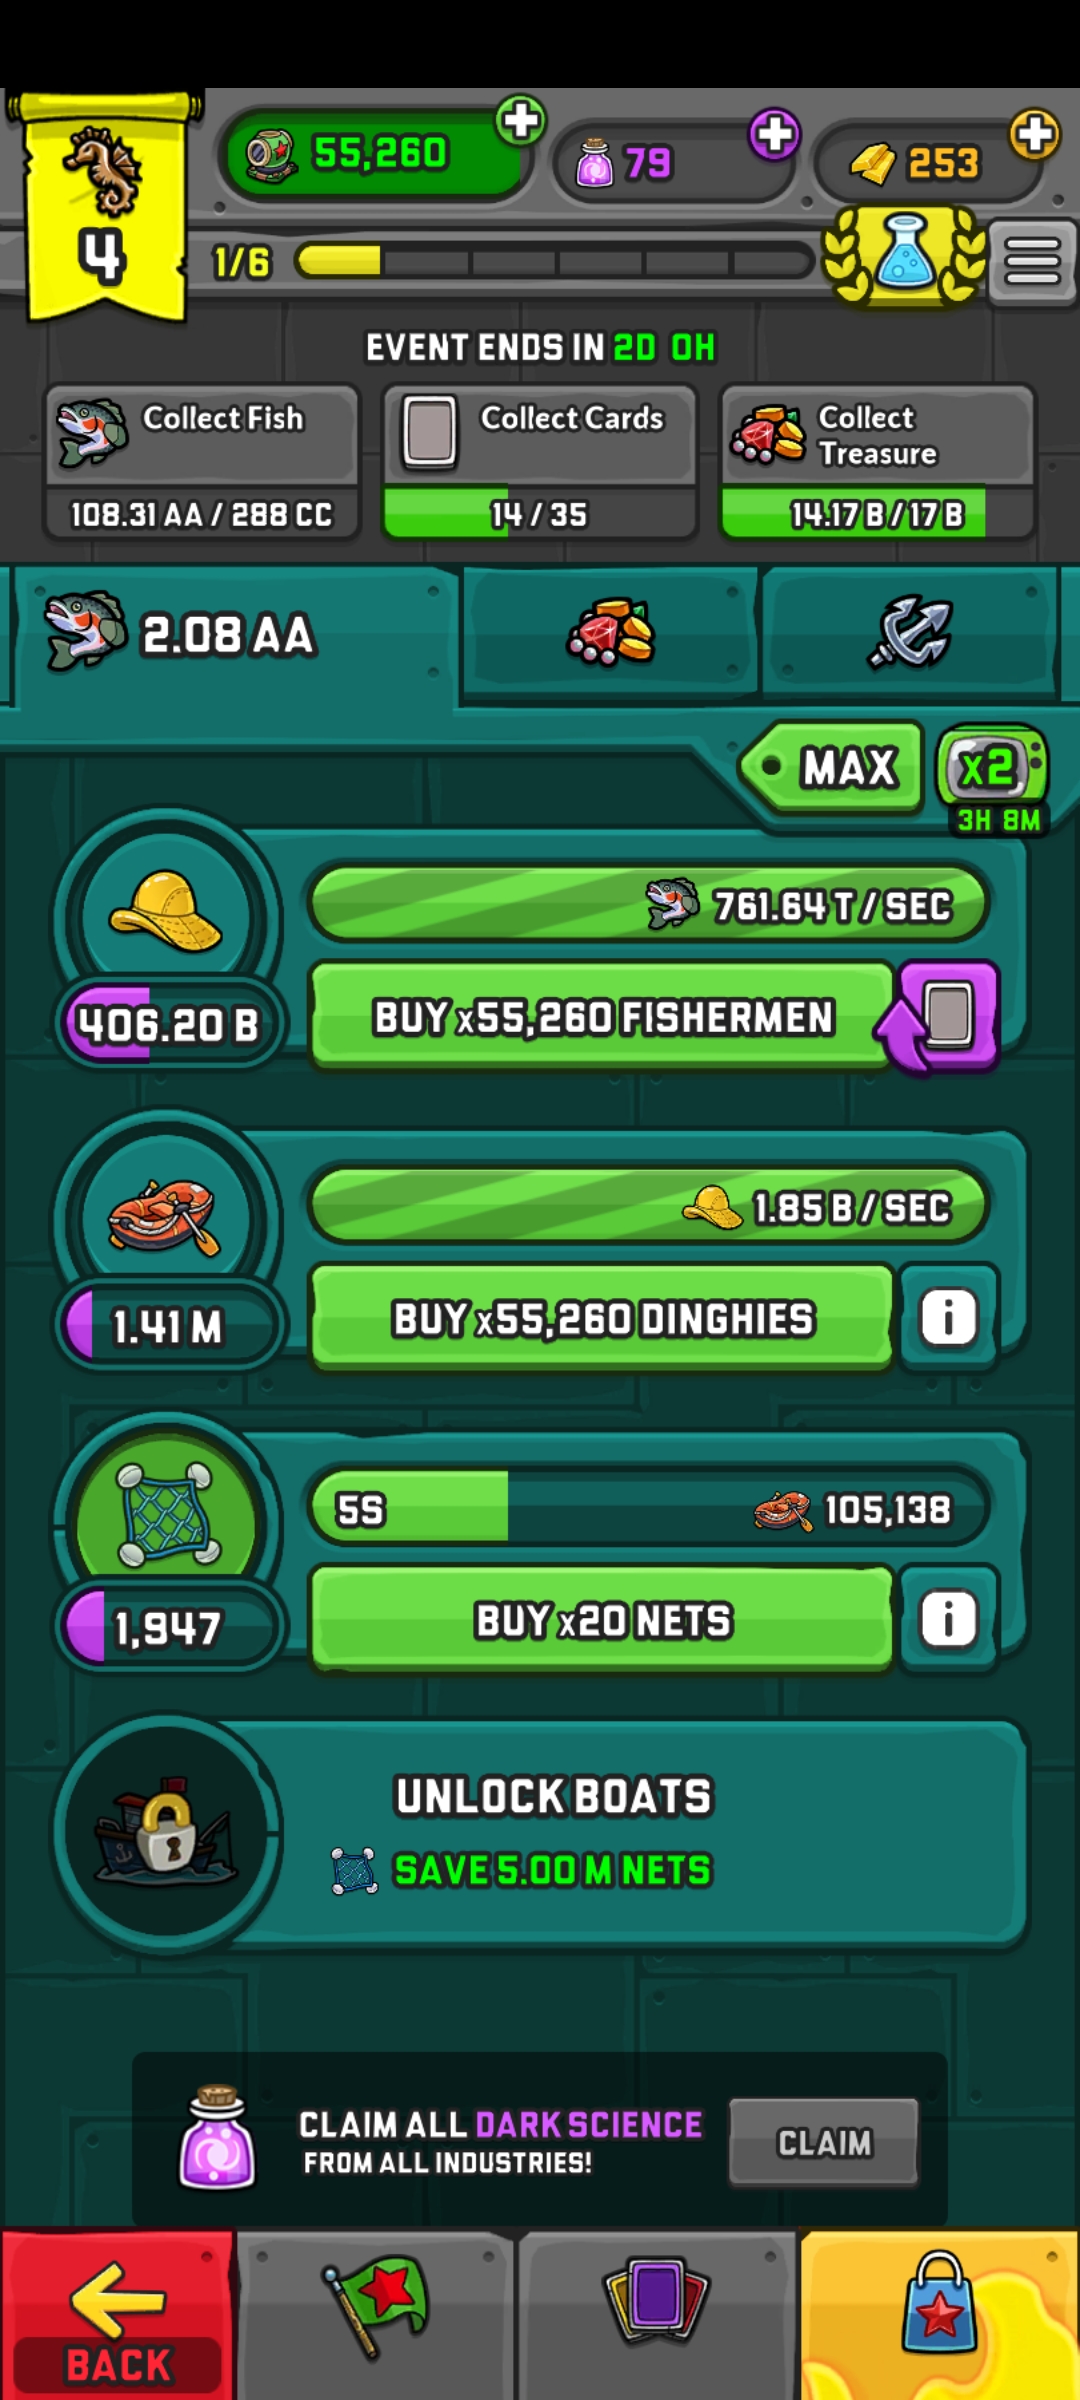 55,260
79
253
4
1/6
EVENT ENDS IN 2D 0H
Collect Fish
108.31 AA / 288 CC
Collect Cards
14 / 35
Collect
Treasure
14.17 B / 17 B
2.08 AA
MAX
x2
3H 8M
761.64 T / SEC
406.20 B
BUY x55,260 FISHERMEN
1.85 B / SEC
1.41 M
BUY x55,260 DINGHIES
i
5S
105,138
1,947
BUY x20 NETS
i
UNLOCK BOATS
SAVE 5.00 M NETS
CLAIM ALL DARK SCIENCE
FROM ALL INDUSTRIES!
CLAIM
BACK